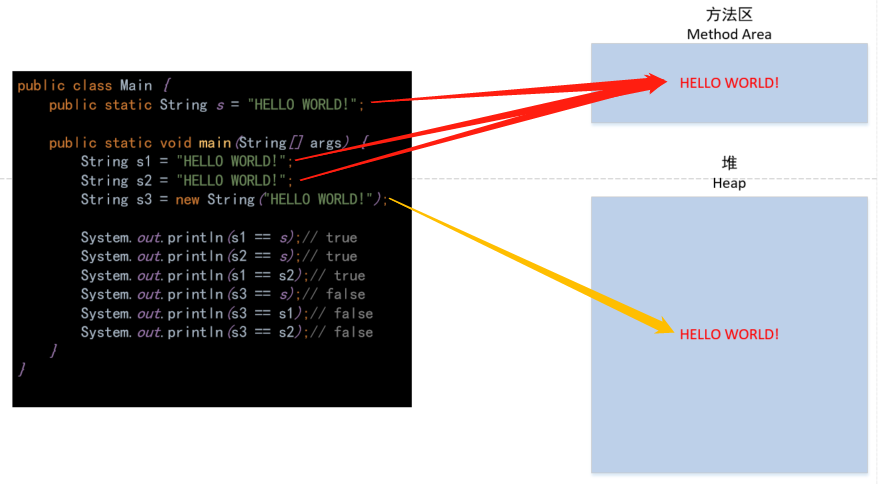 方法区
Method Area
HELLO WORLD!
public class Main {
    public static String s = "HELLO WORLD!";
    public static void main(String[] args) {
        String s1 = "HELLO WORLD!";
        String s2 = "HELLO WORLD!";
        String s3 = new String("HELLO WORLD!");
        System.out.println(s1 == s);// true
        System.out.println(s2 == s);// true
        System.out.println(s1 == s2);// true
        System.out.println(s3 == s);// false
        System.out.println(s3 == s1);// false
        System.out.println(s3 == s2);// false
    }
}
堆
Heap
HELLO WORLD!